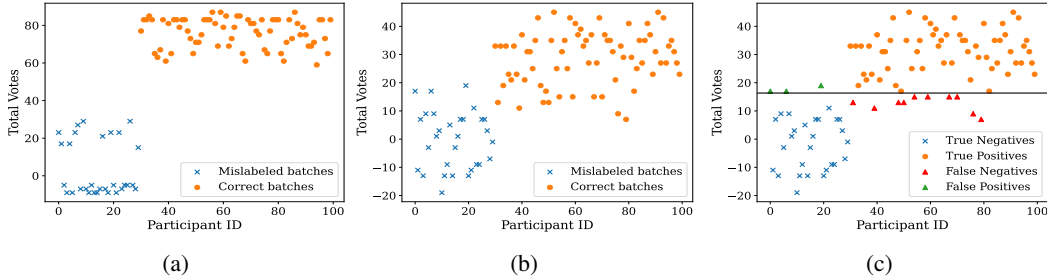 Total Votes
80
60
40
20
0
0
20
40
60
80
100
Participant ID
Mislabeled batches
Correct batches
(a)
Total Votes
40
30
20
10
0
−10
−20
0
20
40
60
80
100
Participant ID
Mislabeled batches
Correct batches
(b)
Total Votes
40
30
20
10
0
−10
−20
0
20
40
60
80
100
Participant ID
True Negatives
True Positives
False Negatives
False Positives
(c)